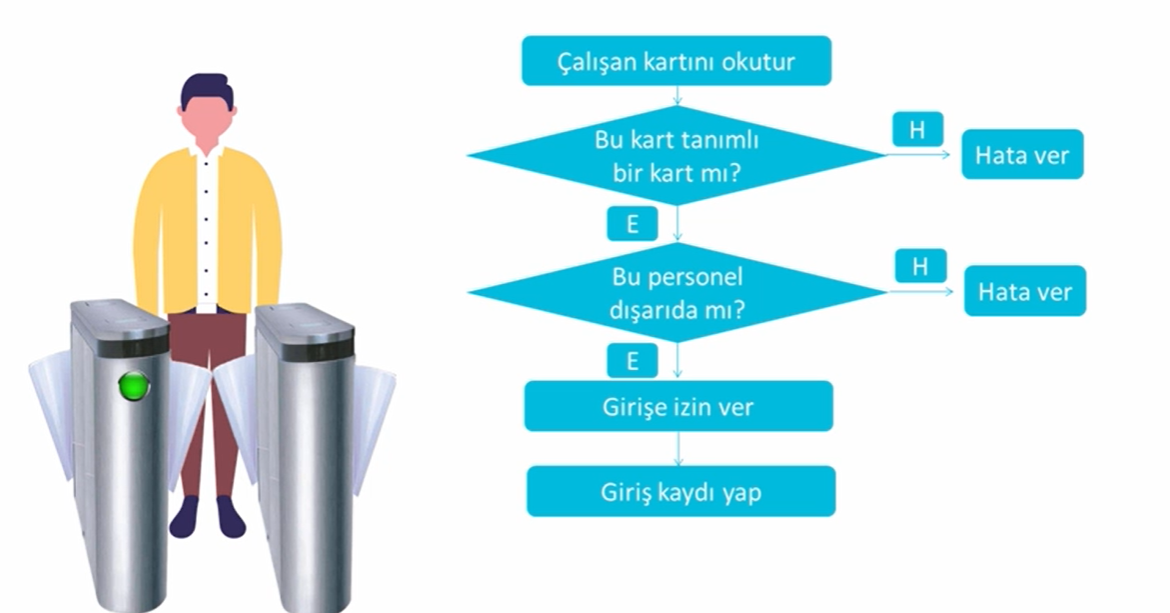 Çalışan kartını okutur
Bu kart tanımlı
bir kart mı?
H
Hata ver
E
Bu personel
dışarıda mı?
H
Hata ver
E
Girişe izin ver
Giriş kaydı yap